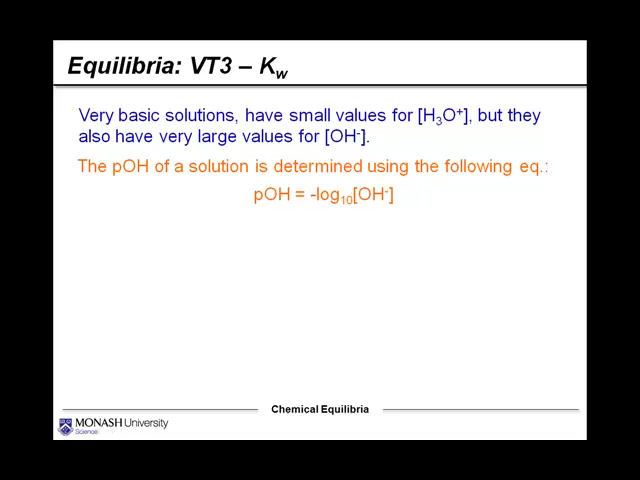 Equilibria: VT3 – Kw
Very basic solutions, have small values for [H₃O⁺], but they
also have very large values for [OH⁻].
The pOH of a solution is determined using the following eq.:
pOH = -log₁₀[OH⁻]
Chemical Equilibria
MONASH University
Science